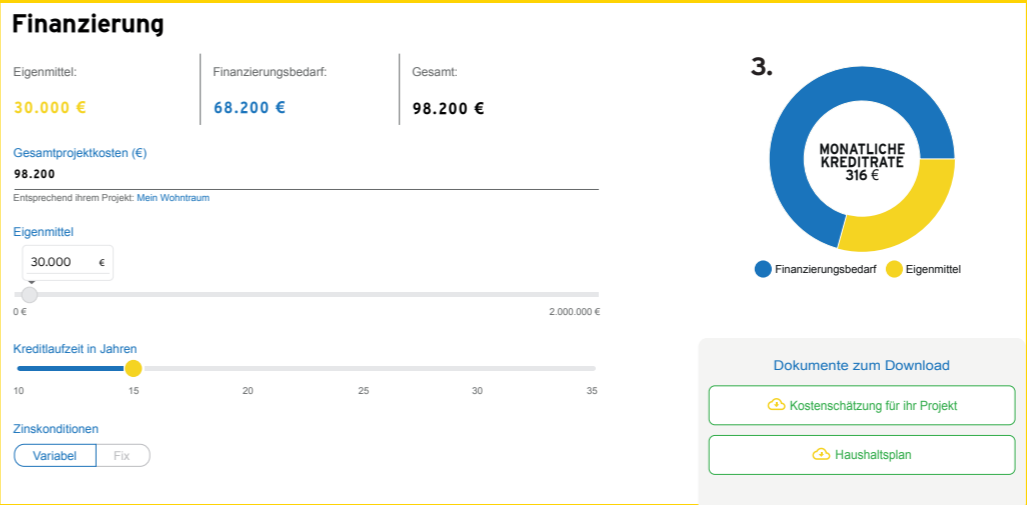 Finanzierung
Eigenmittel:
30.000 €
Finanzierungsbedarf:
68.200 €
Gesamt:
98.200 €
Gesamtprojektkosten (€)
98.200
Entsprechend ihrem Projekt: Mein Wohntraum
Eigenmittel
30.000 €
0 € 2.000.000 €
Kreditlaufzeit in Jahren
10 15 20 25 30 35
Zinskonditionen
Variabel Fix
3.
MONATLICHE
KREDITRATE
316 €
Finanzierungsbedarf Eigenmittel
Dokumente zum Download
Kostenschätzung für ihr Projekt
Haushaltsplan